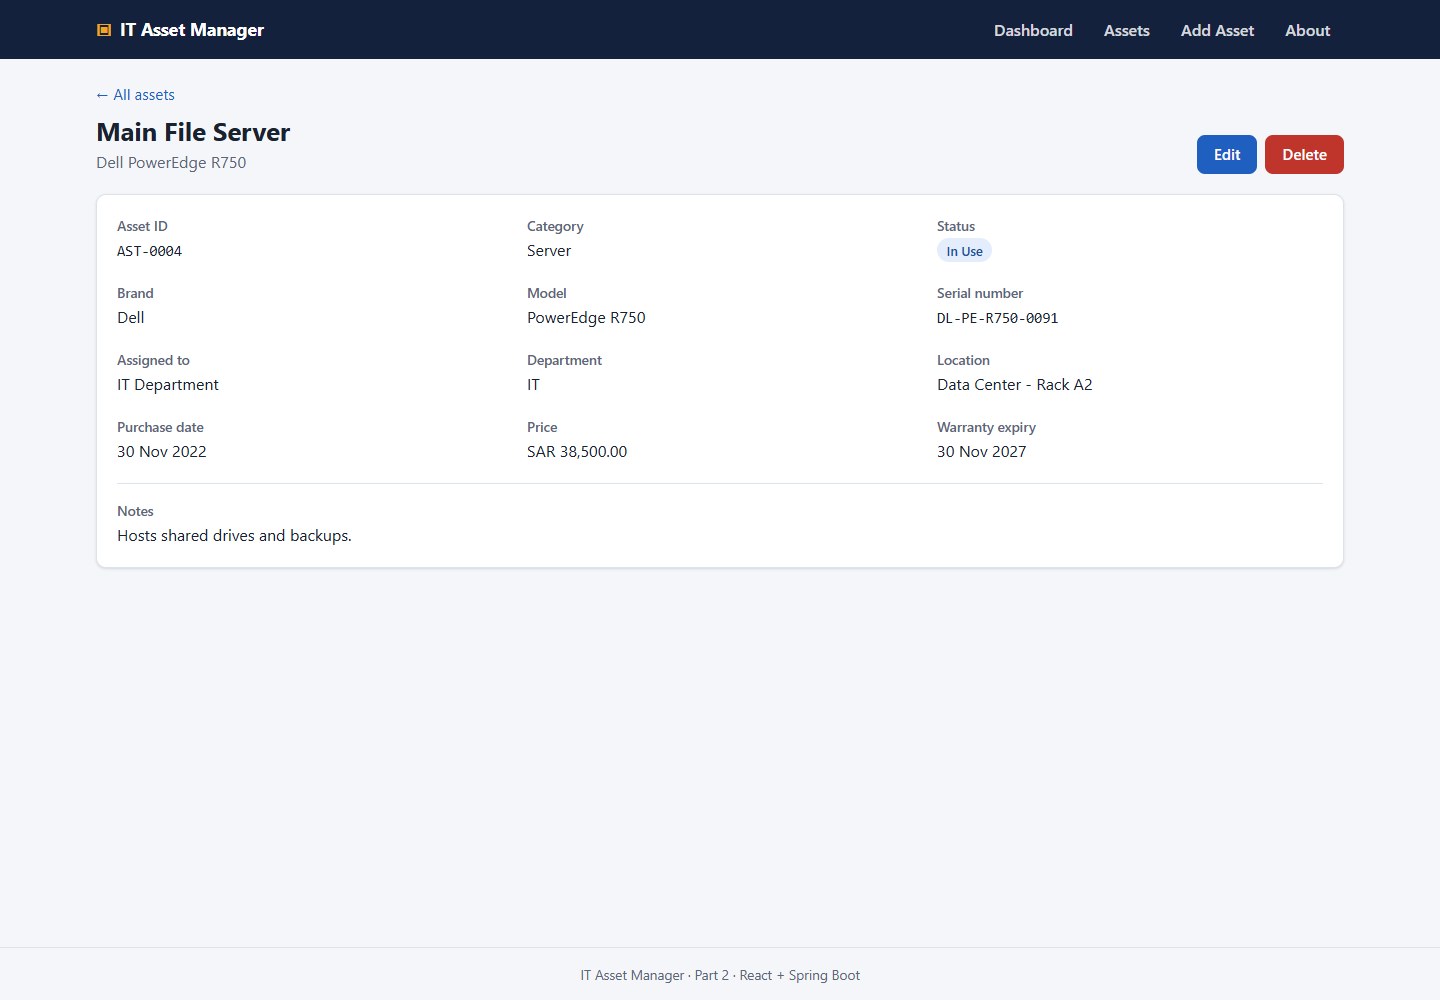 IT Asset Manager
Dashboard Assets Add Asset About
← All assets
Main File Server
Dell PowerEdge R750
Edit Delete
Asset ID Category Status
AST-0004 Server In Use
Brand Model Serial number
Dell PowerEdge R750 DL-PE-R750-0091
Assigned to Department Location
IT Department IT Data Center - Rack A2
Purchase date Price Warranty expiry
30 Nov 2022 SAR 38,500.00 30 Nov 2027
Notes
Hosts shared drives and backups.
IT Asset Manager · Part 2 · React + Spring Boot